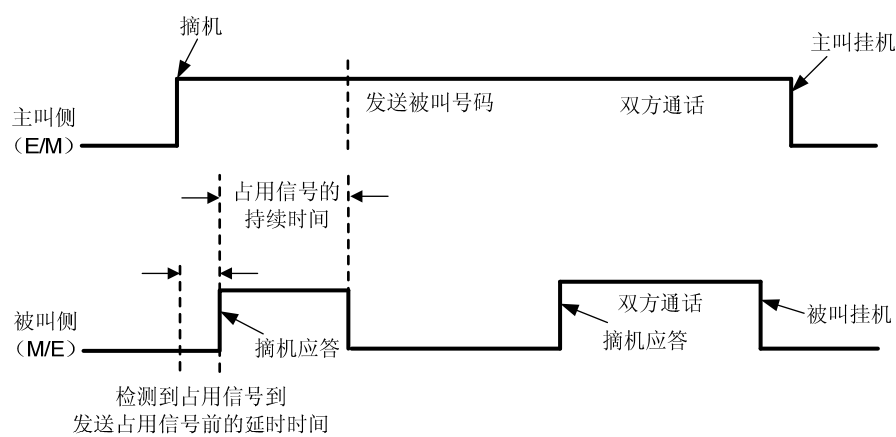 摘机
主叫挂机
主叫侧
（E/M）
发送被叫号码
双方通话
占用信号的
持续时间
被叫侧
（M/E）
摘机应答
双方通话
摘机应答
被叫挂机
检测到占用信号到
发送占用信号前的延时时间